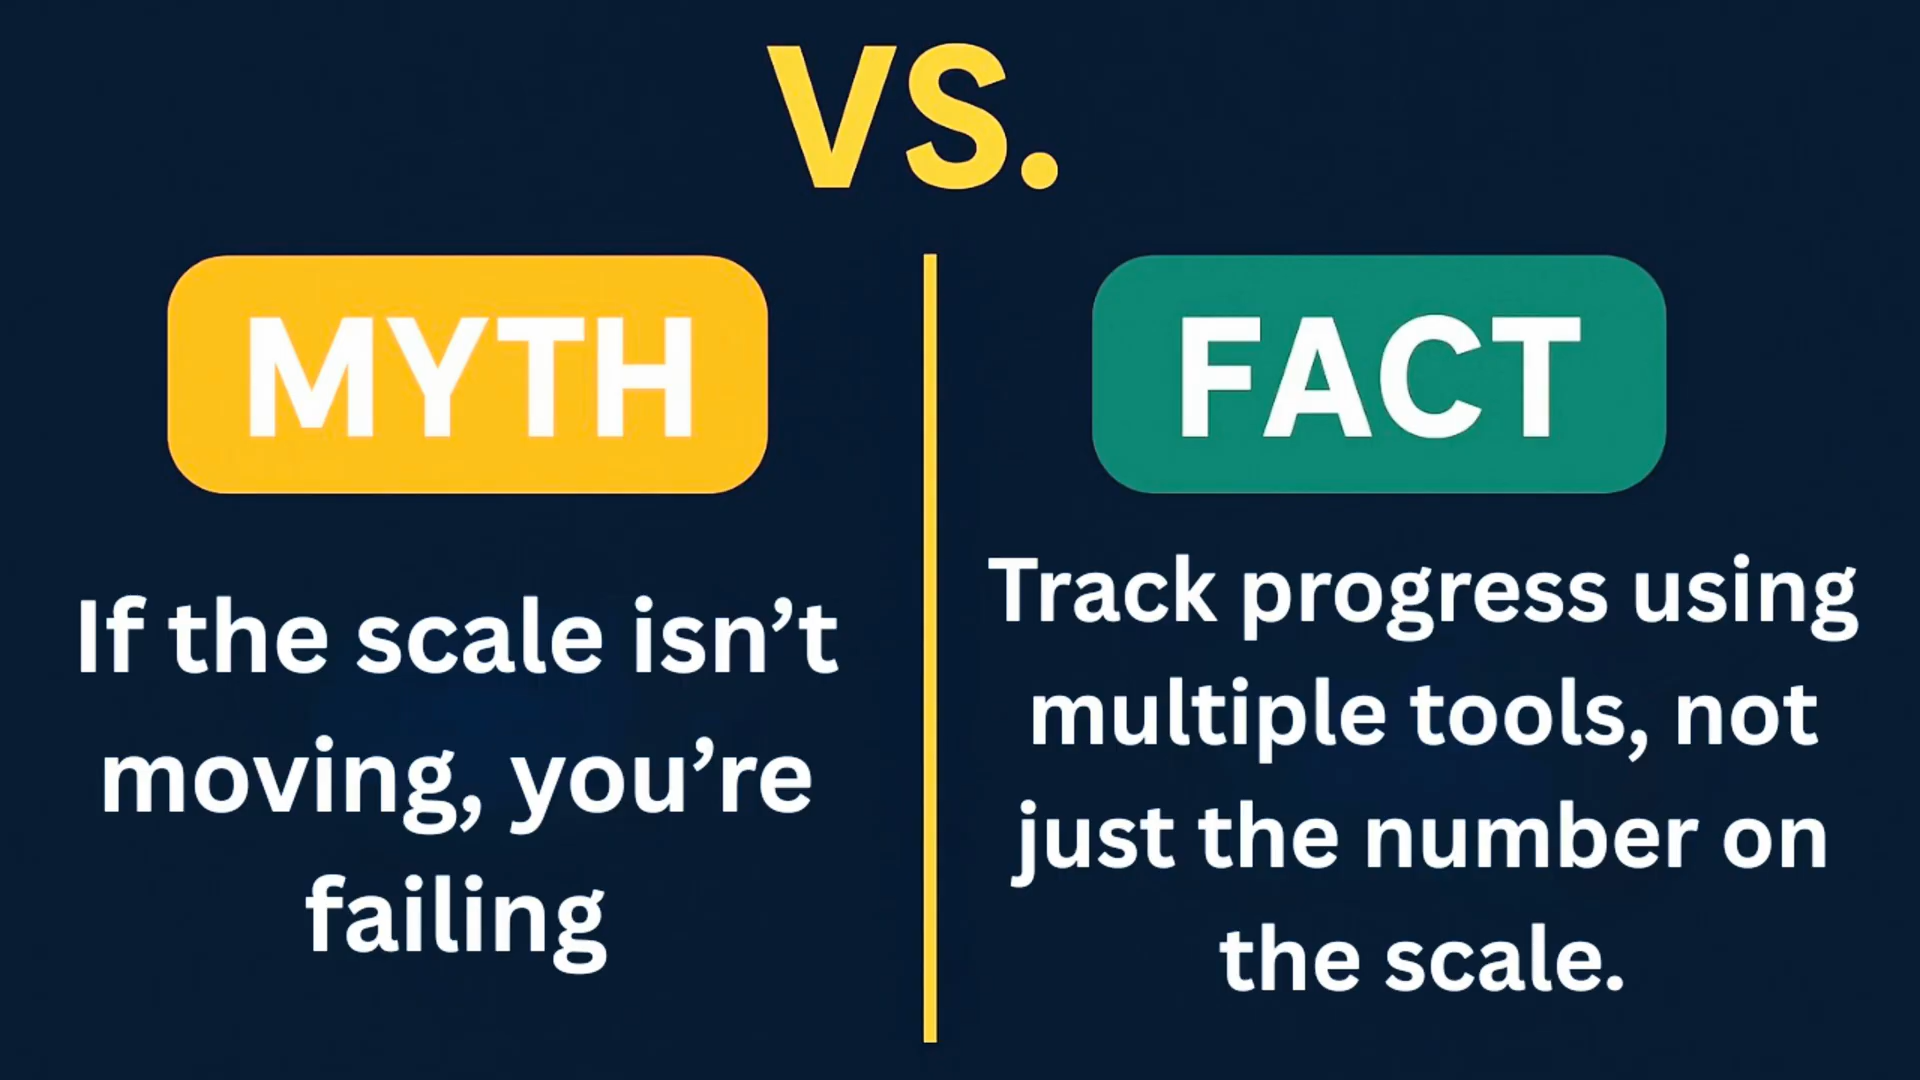 VS.
MYTH
If the scale isn’t
moving, you’re
failing
FACT
Track progress using
multiple tools, not
just the number on
the scale.